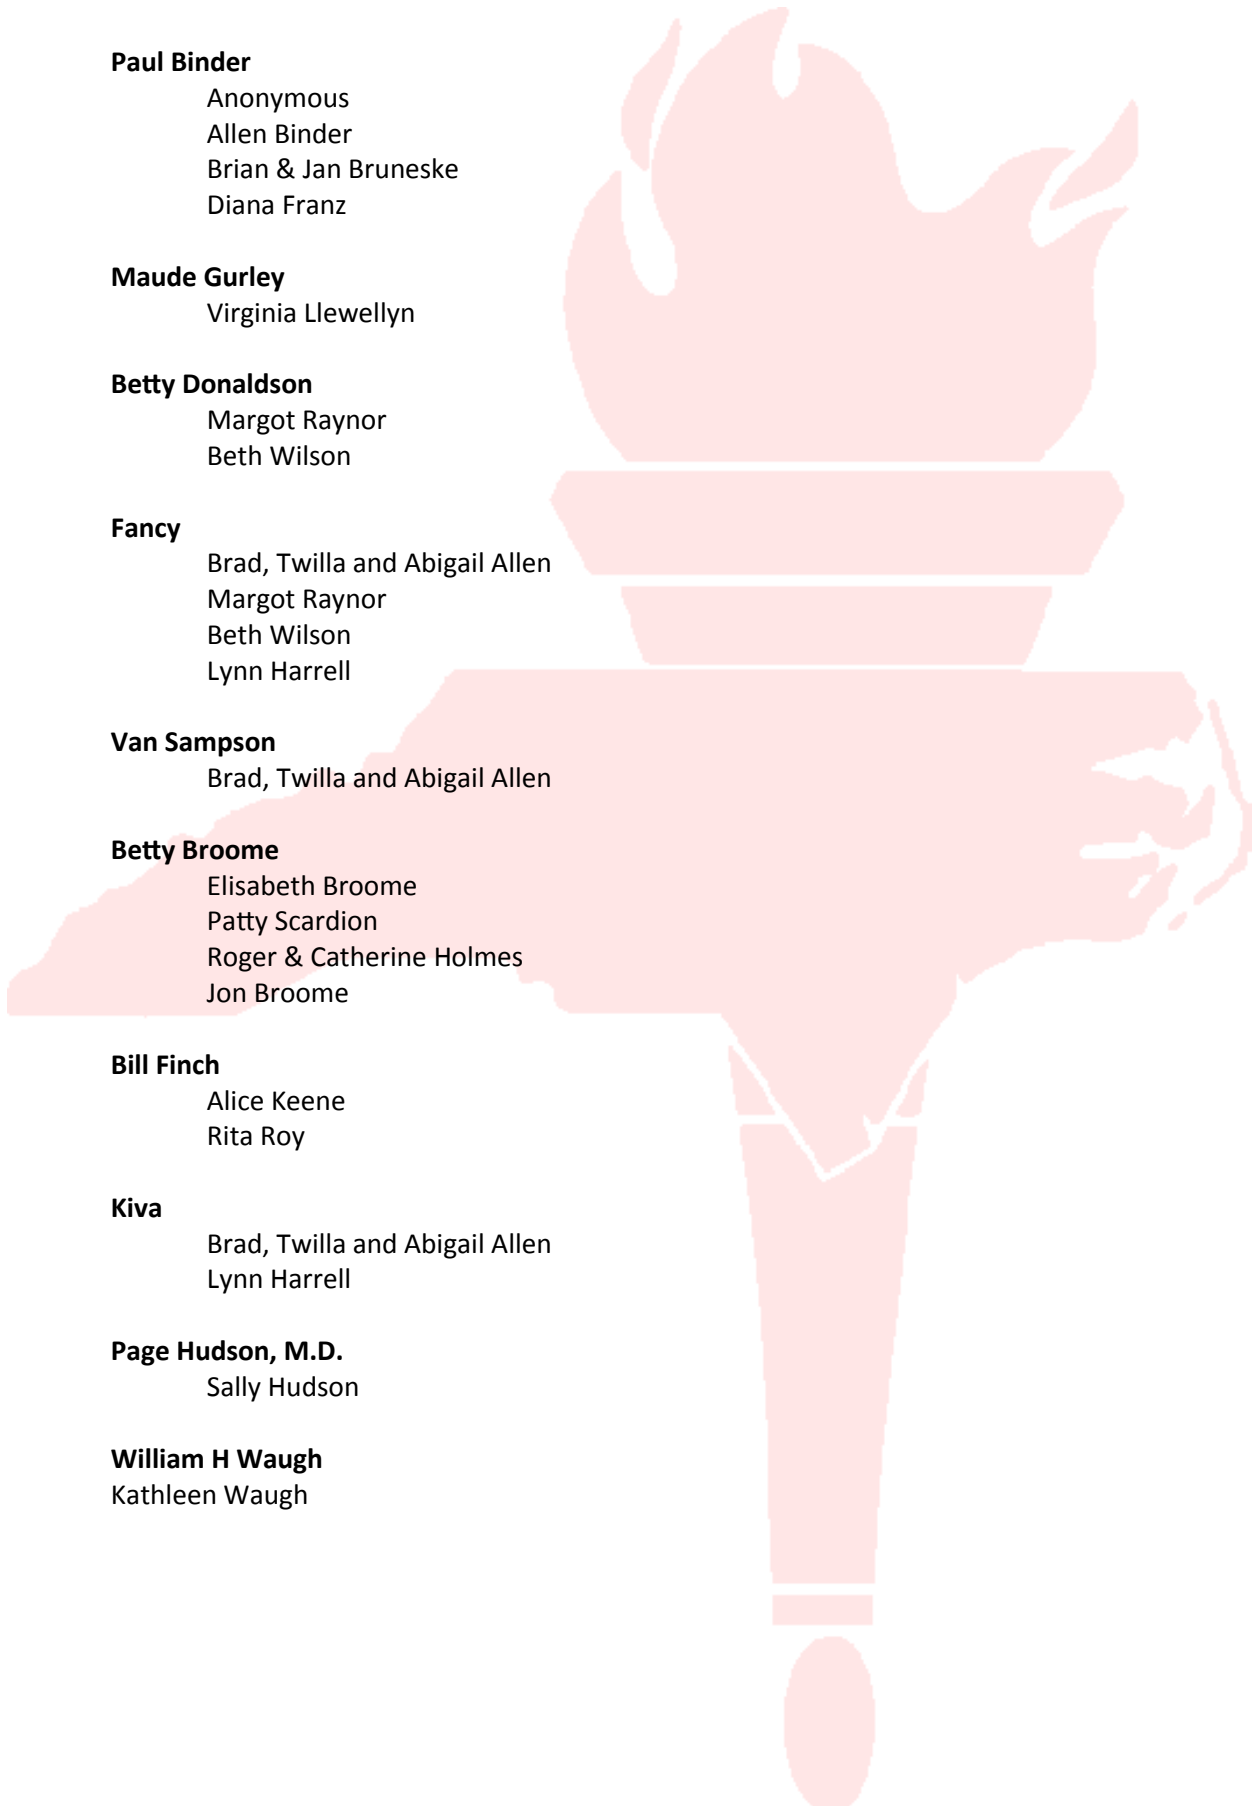 Paul Binder
Anonymous
Allen Binder
Brian & Jan Bruneske
Diana Franz
Maude Gurley
Virginia Llewellyn
Betty Donaldson
Margot Raynor
Beth Wilson
Fancy
Brad, Twilla and Abigail Allen
Margot Raynor
Beth Wilson
Lynn Harrell
Van Sampson
Brad, Twilla and Abigail Allen
Betty Broome
Elisabeth Broome
Patty Scardion
Roger & Catherine Holmes
Jon Broome
Bill Finch
Alice Keene
Rita Roy
Kiva
Brad, Twilla and Abigail Allen
Lynn Harrell
Page Hudson, M.D.
Sally Hudson
William H Waugh
Kathleen Waugh